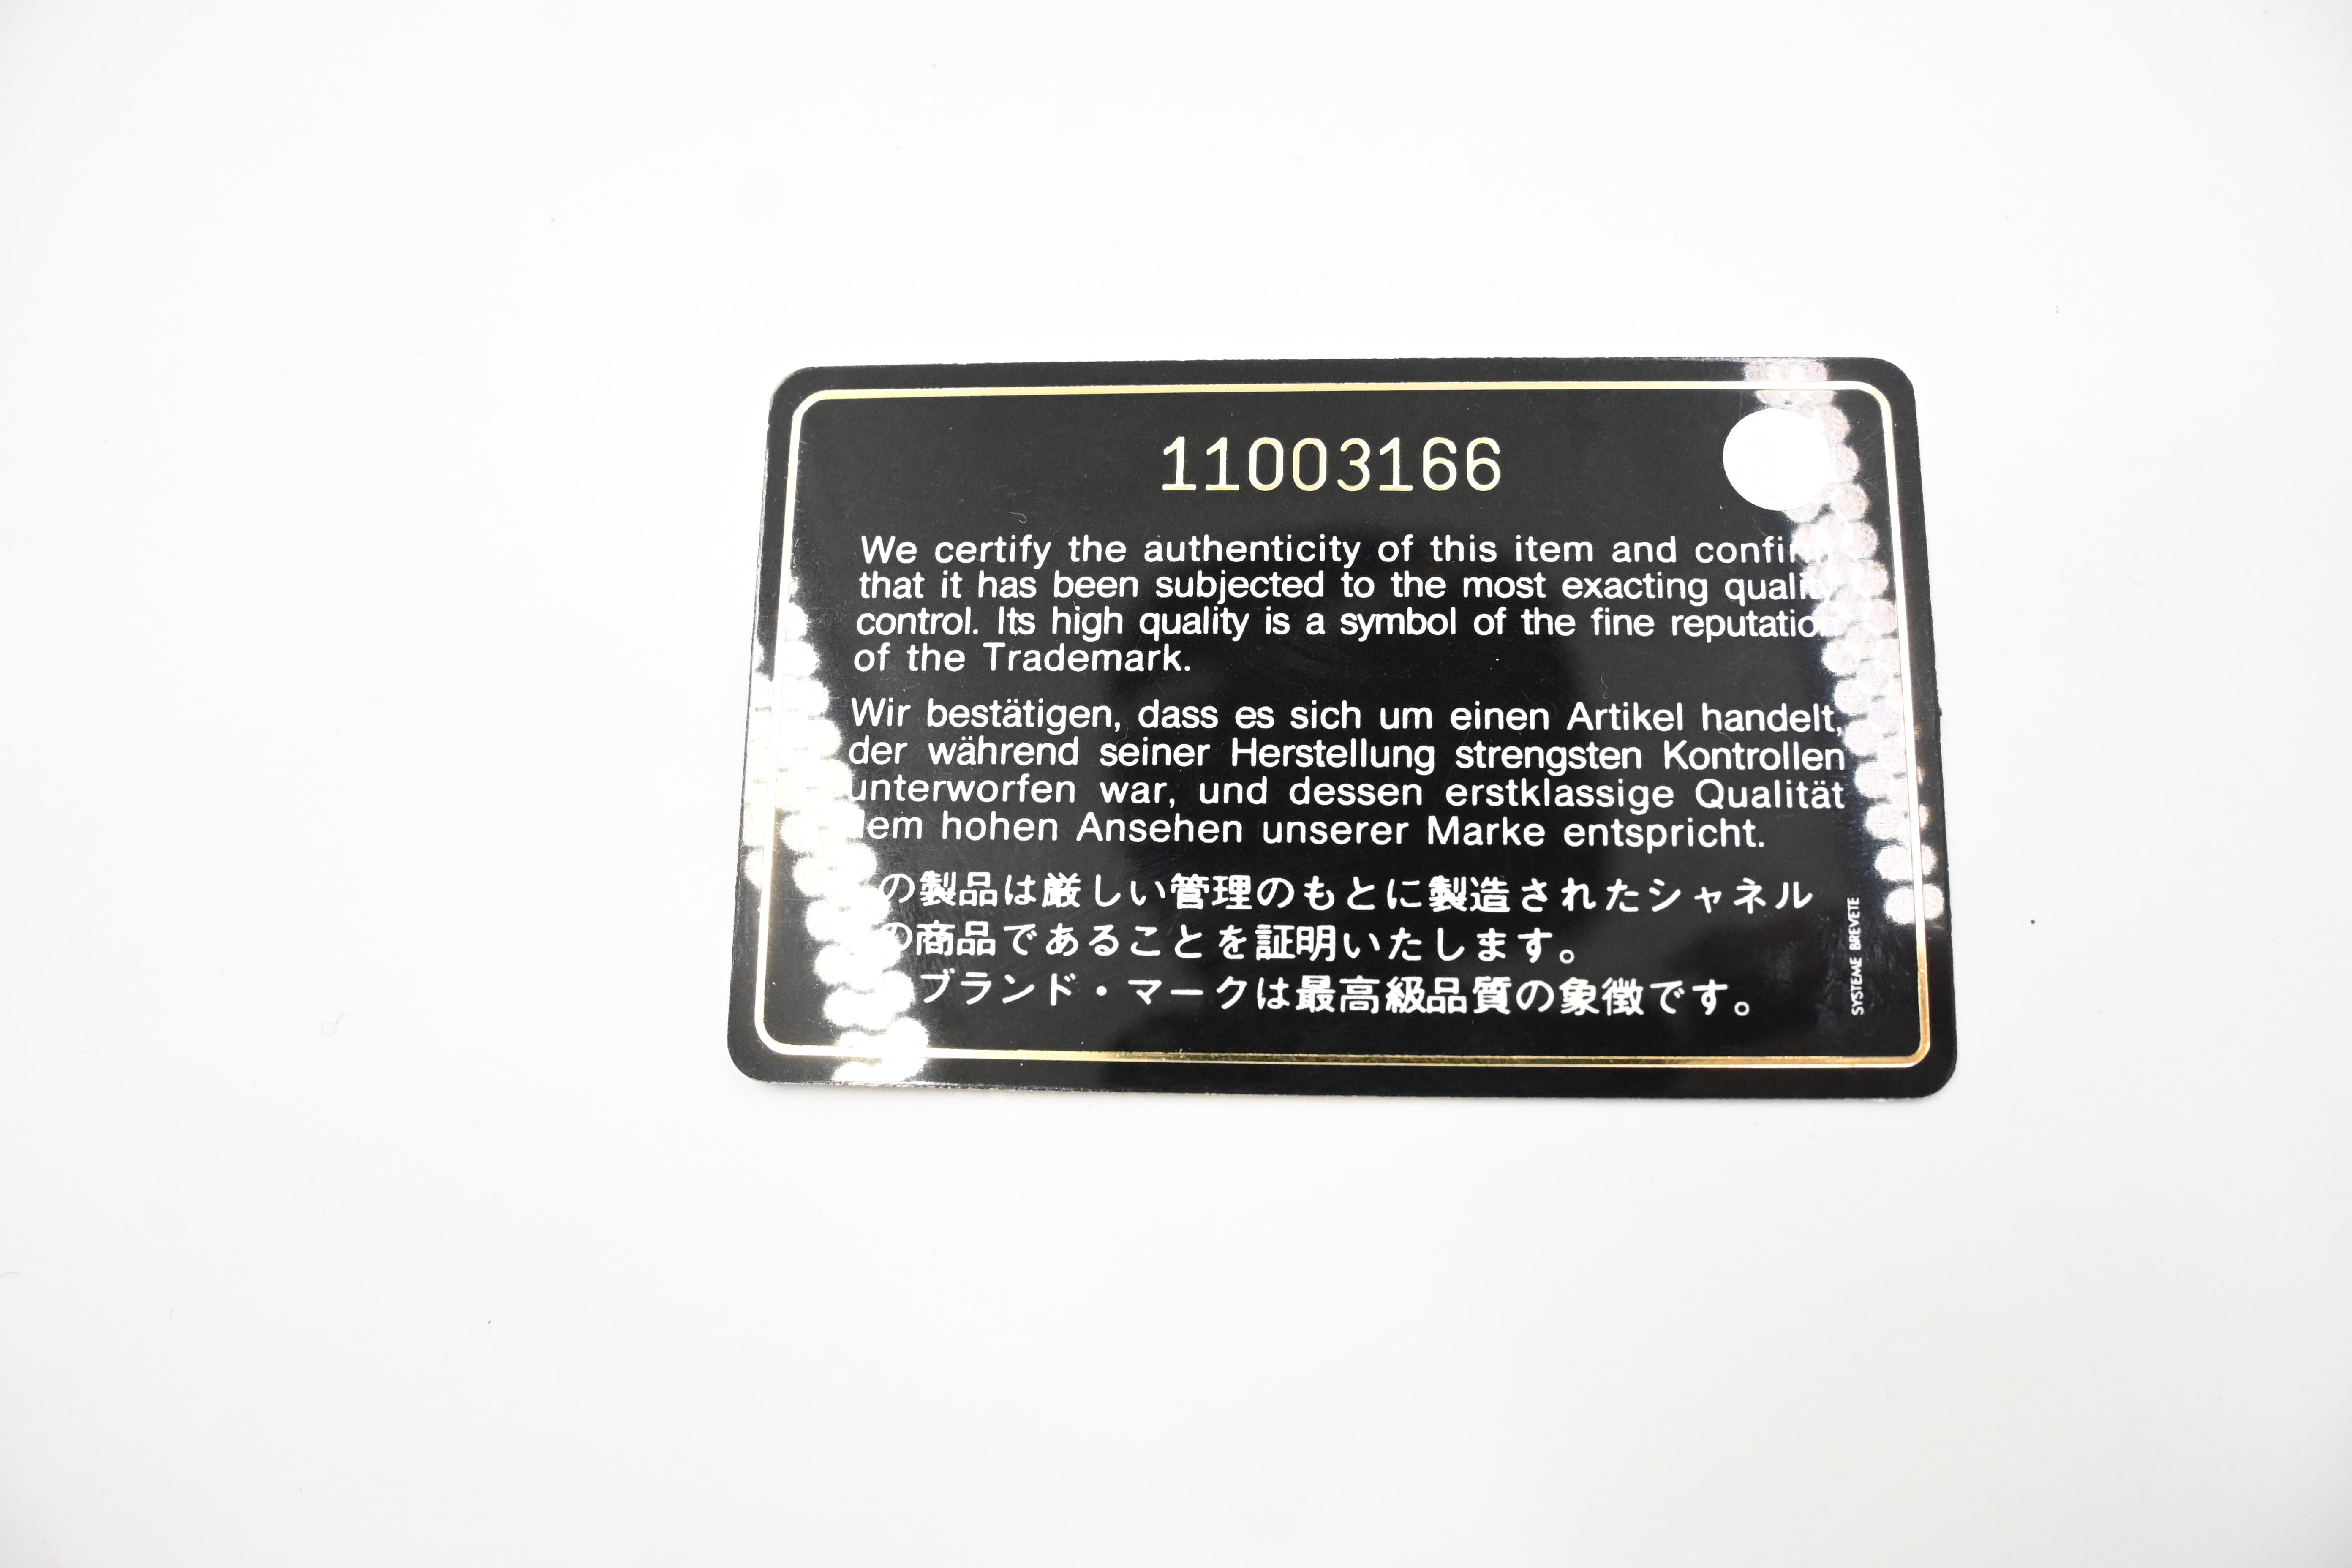 11003166
We certify the authenticity of this item and confirm
that it has been subjected to the most exacting quality
control. Its high quality is a symbol of the fine reputation
of the Trademark.
Wir bestätigen, dass es sich um einen Artikel handelt,
der während seiner Herstellung strengsten Kontrollen
unterworfen war, und dessen erstklassige Qualität
dem hohen Ansehen unserer Marke entspricht.
の製品は厳しい管理のもとに製造されたシャネル
の商品であることを証明いたします。
ブランド・マークは最高級品質の象徴です。
SYSTEME BREVETE